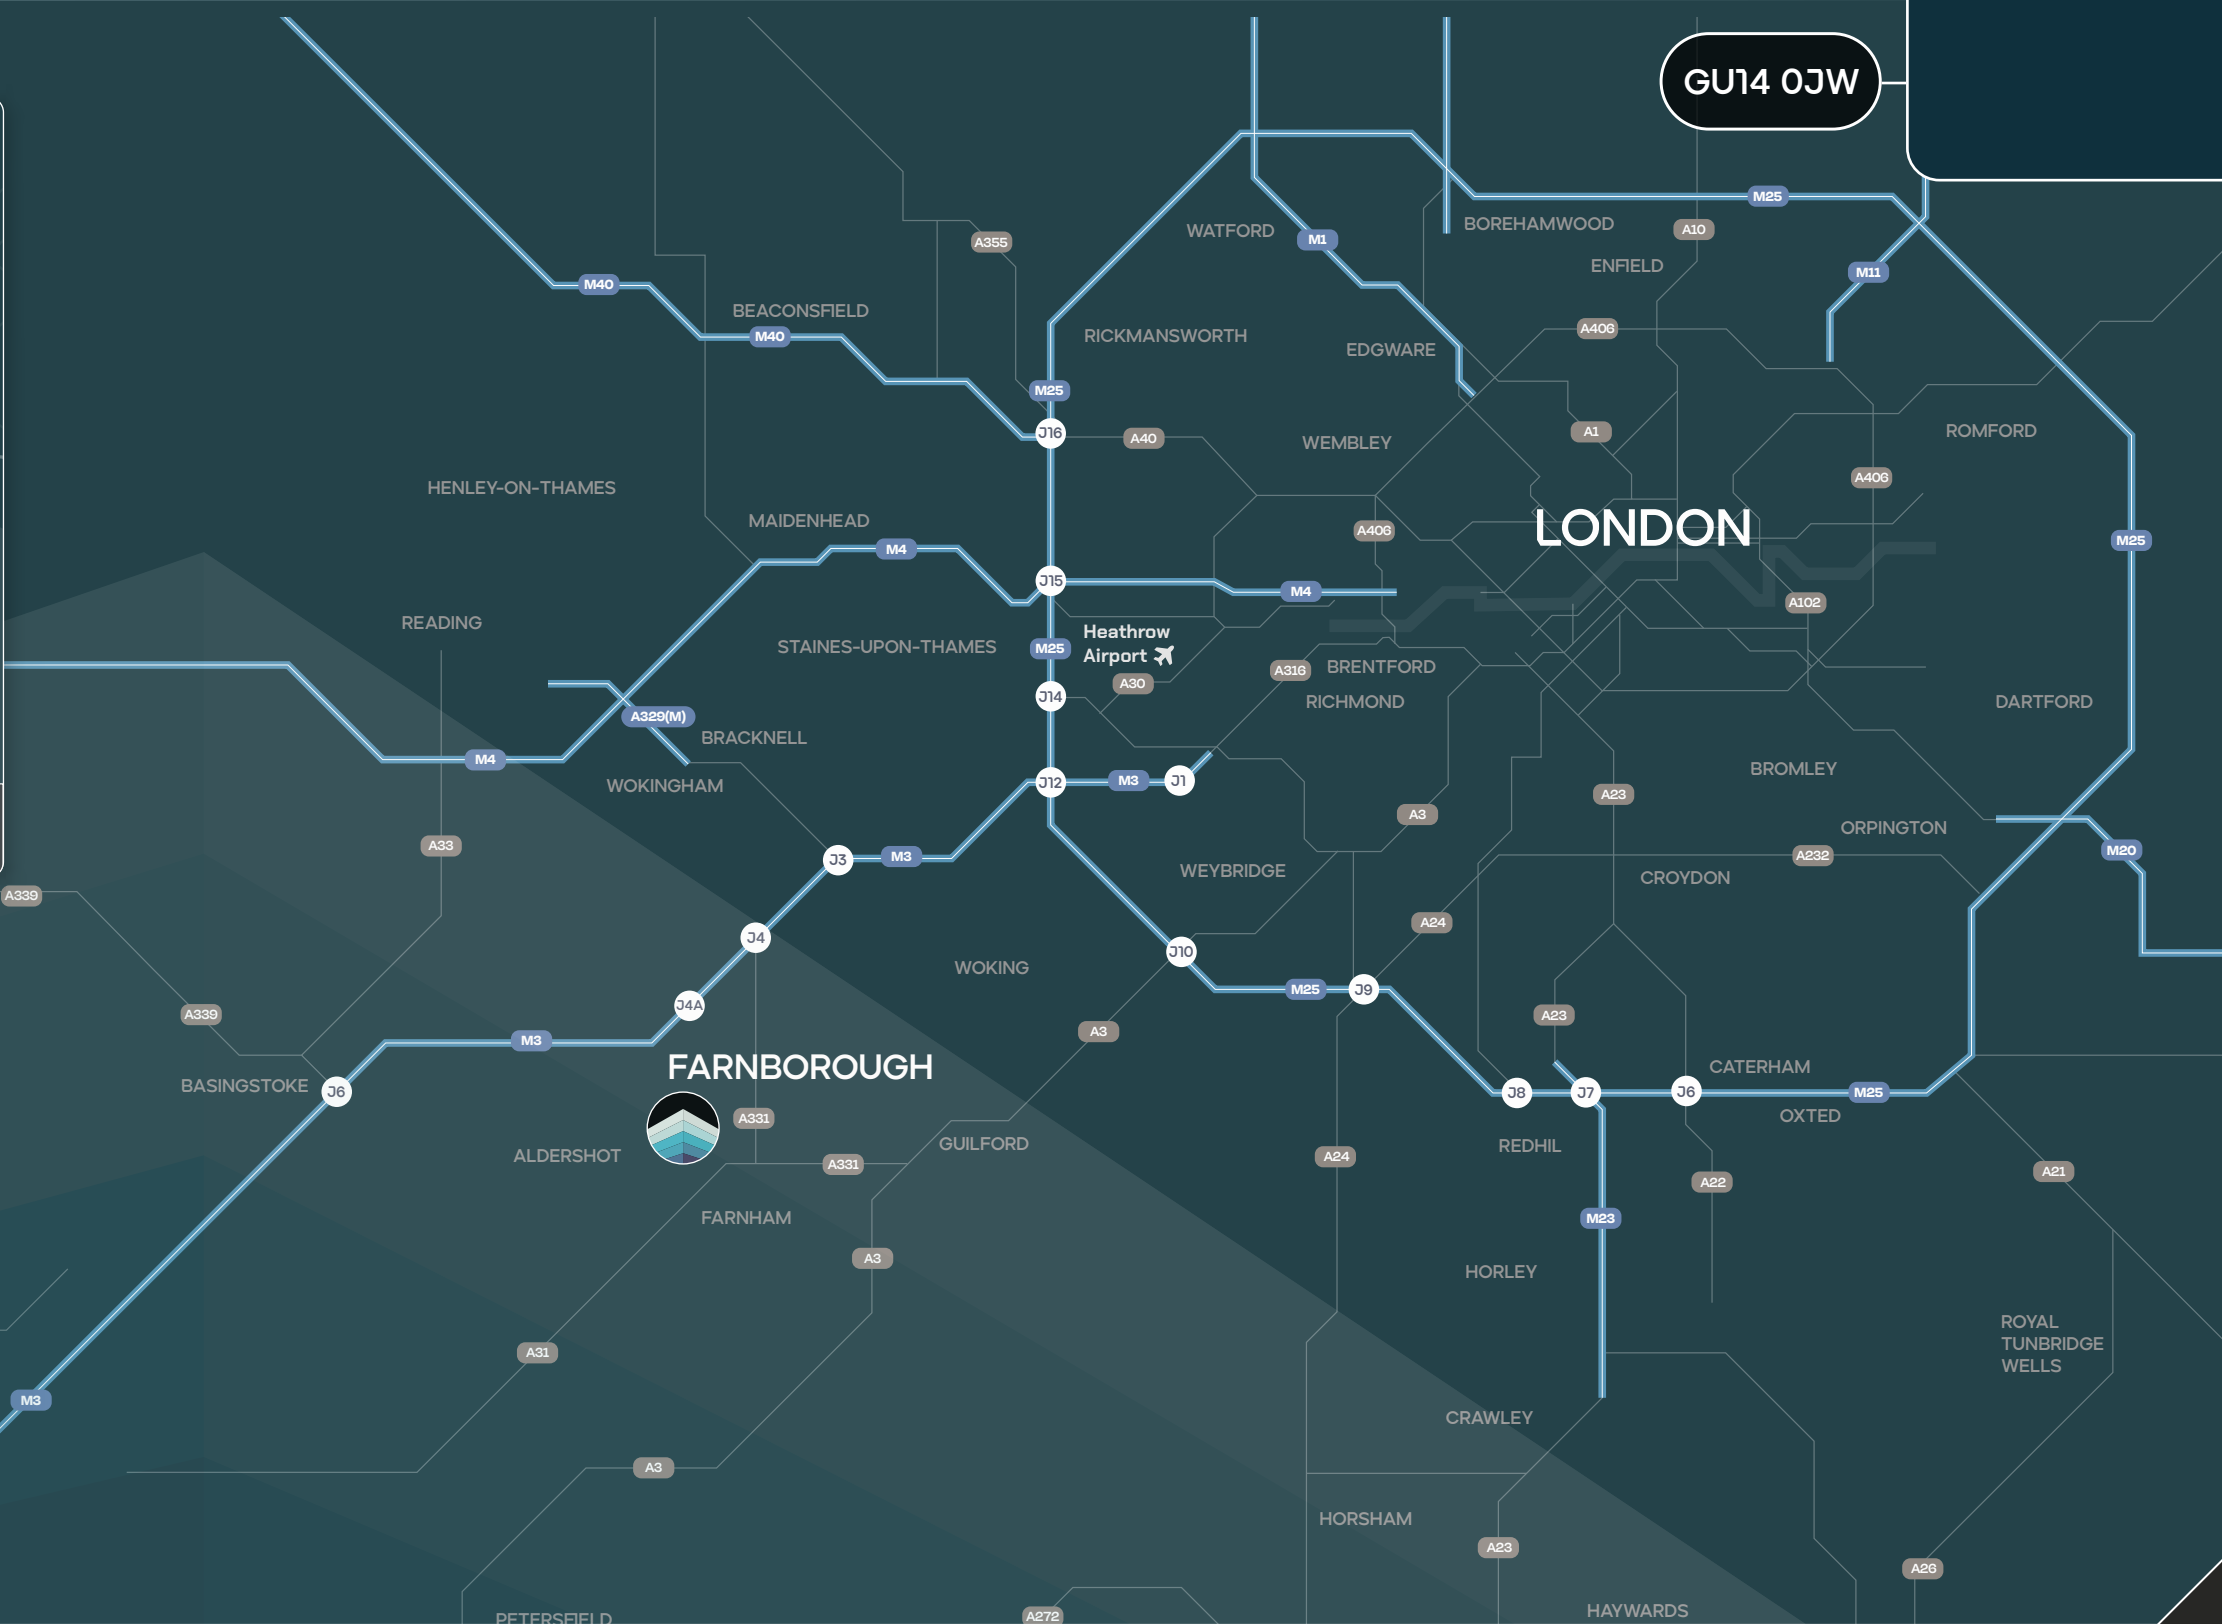 GU14 0JW
M25
WATFORD
BOREHAMWOOD
A10
M1
A355
ENFIELD
M11
M40
BEACONSFIELD
A406
M40
RICKMANSWORTH
EDGWARE
M25
J16
A40
A1
WEMBLEY
ROMFORD
A406
HENLEY-ON-THAMES
MAIDENHEAD
A406
LONDON
M25
M4
J15
M4
A102
READING
Heathrow
Airport
STAINES-UPON-THAMES
M25
BRENTFORD
A316
A30
J14
RICHMOND
DARTFORD
A329(M)
BRACKNELL
M4
BROMLEY
WOKINGHAM
J12
M3
J1
A23
A3
ORPINGTON
A33
M20
J3
M3
A232
WEYBRIDGE
CROYDON
A339
A24
J4
J10
WOKING
M25
J9
J4A
A339
A23
A3
M3
FARNBOROUGH
CATERHAM
BASINGSTOKE
J6
J8
J7
J6
M25
OXTED
A331
GUILFORD
REDHIL
ALDERSHOT
A331
A24
A21
A22
FARNHAM
M23
A3
HORLEY
ROYAL
TUNBRIDGE
WELLS
A31
M3
CRAWLEY
A3
HORSHAM
A23
A26
HAYWARDS
A272
PETERSFIELD